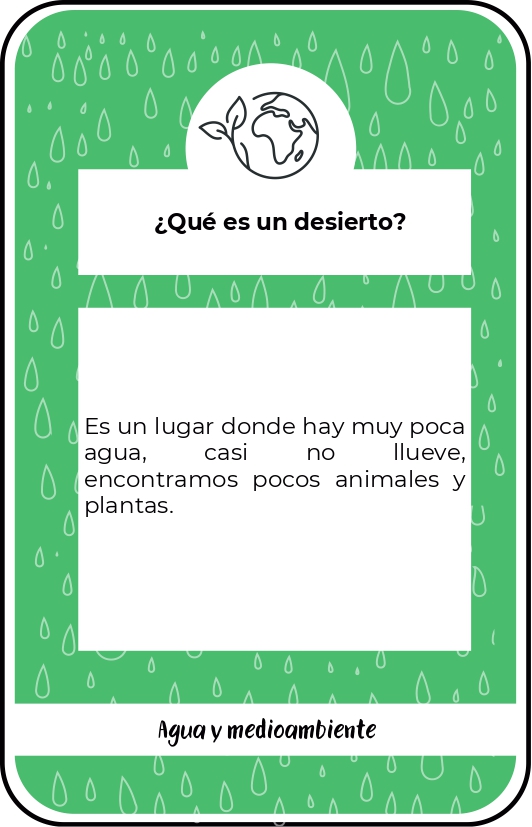 ¿Qué es un desierto?
Es un lugar donde hay muy poca
agua, casi no llueve,
encontramos pocos animales y
plantas.
Agua y medioambiente